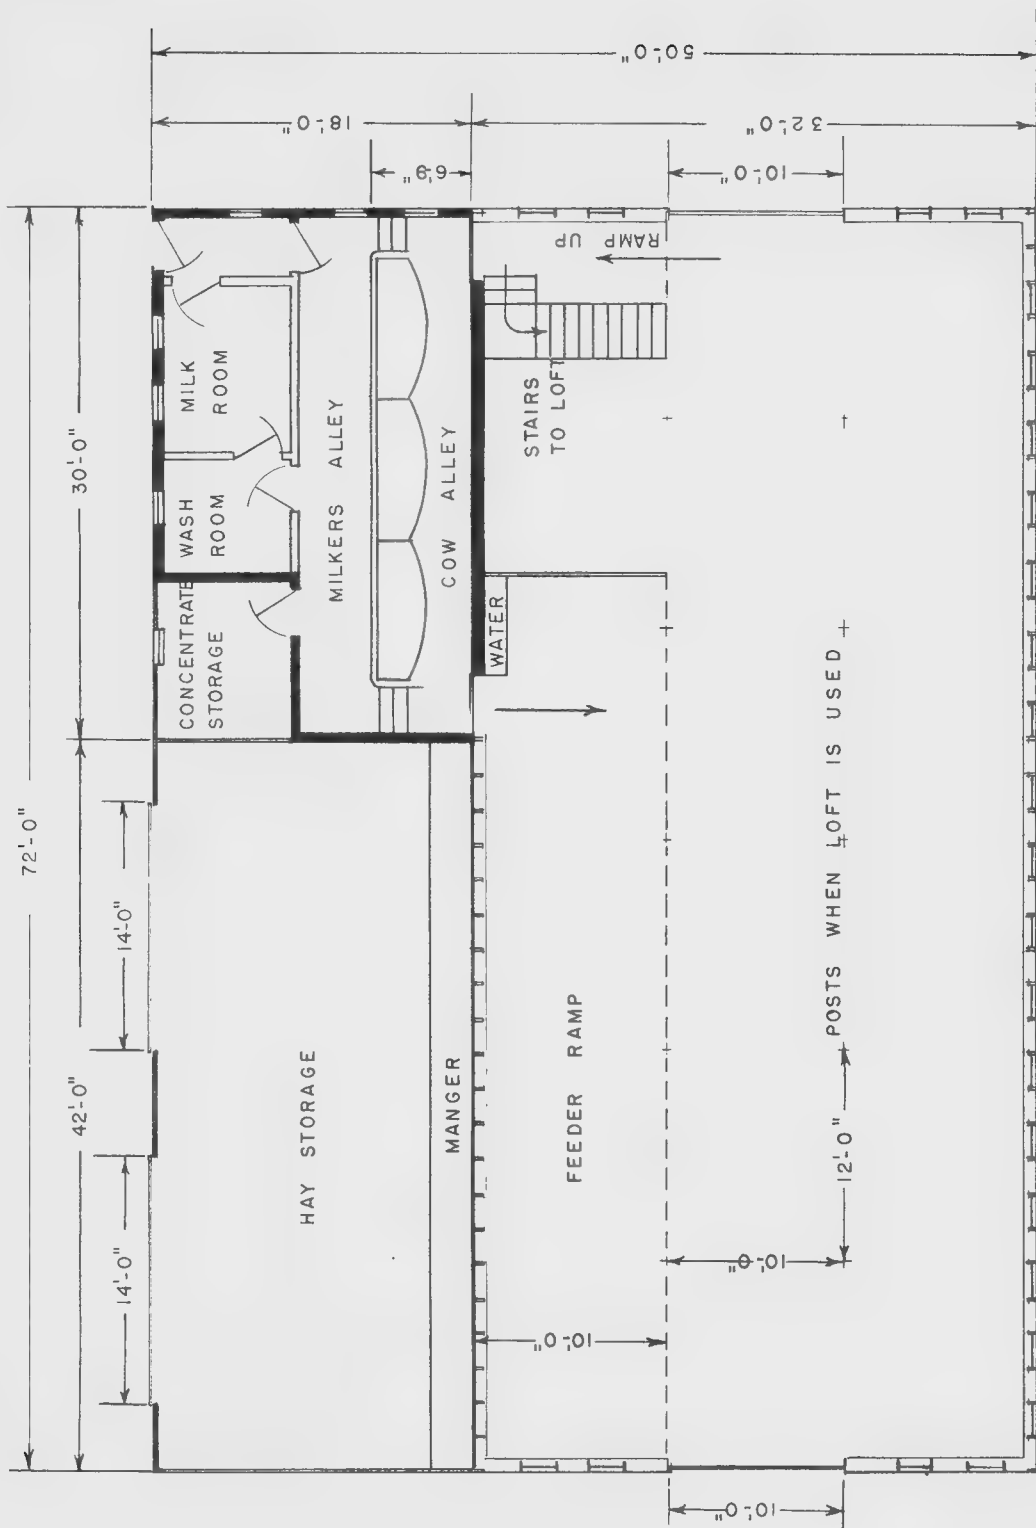 50'-0"
18'-0"
32'-0"
6'-9"
10'-0"
72'-0"
30'-0"
42'-0"
14'-0"
14'-0"
MILK
ROOM
WASH
ROOM
CONCENTRATE
STORAGE
MILKERS ALLEY
COW ALLEY
RAMP
UP
STAIRS
TO LOFT
WATER
HAY STORAGE
MANGER
FEEDER RAMP
POSTS WHEN LOFT IS USED
12'-0"
10'-0"
10'-0"
10'-0"